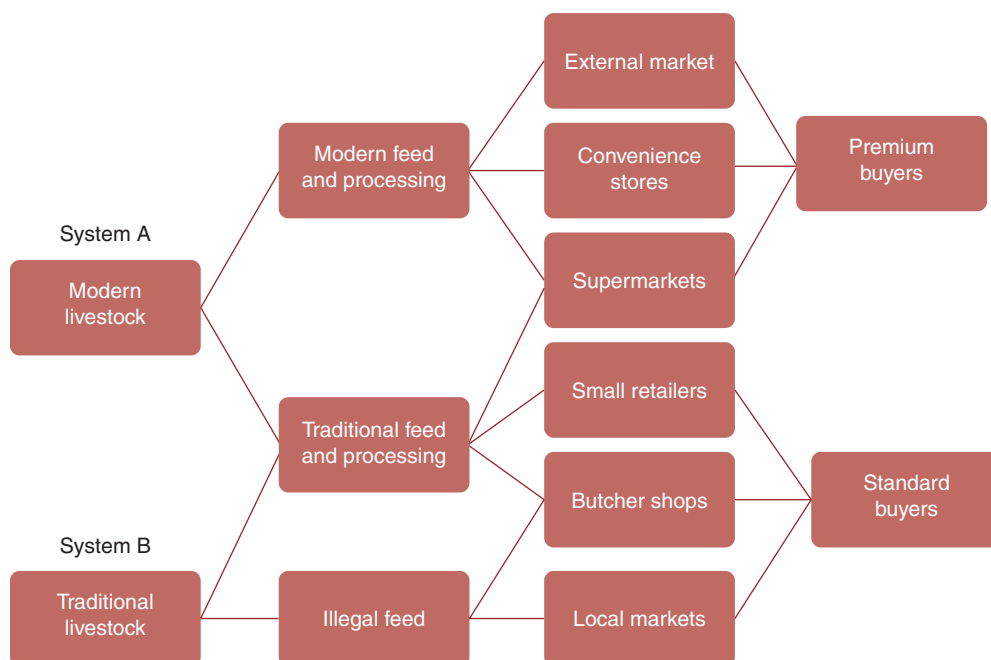 System A
Modern
livestock
System B
Traditional
livestock
Modern feed
and processing
Traditional feed
and processing
Illegal feed
External market
Convenience
stores
Supermarkets
Small retailers
Butcher shops
Local markets
Premium
buyers
Standard
buyers